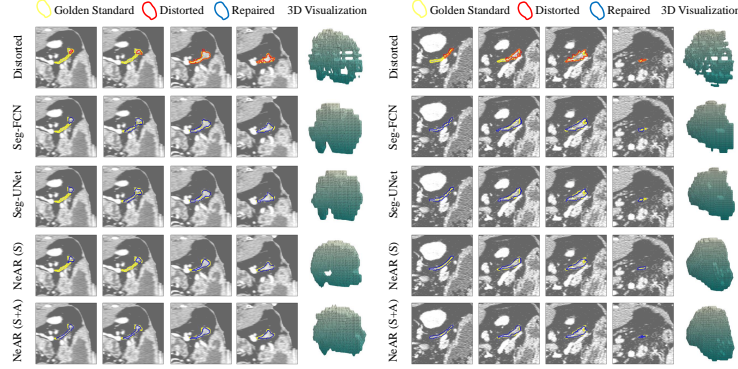 Golden Standard Distorted Repaired 3D Visualization
Distorted
Seg-FCN
Seg-UNet
NeAR (S)
NeAR (S+A)
Golden Standard Distorted Repaired 3D Visualization
Distorted
Seg-FCN
Seg-UNet
NeAR (S)
NeAR (S+A)